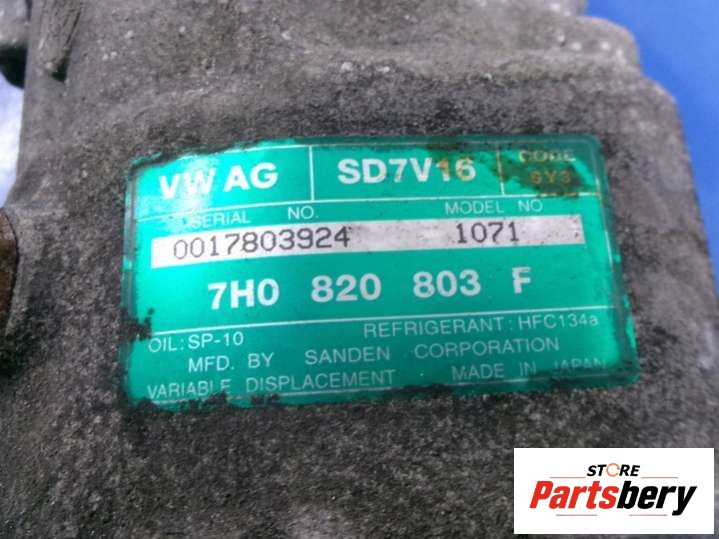 VW AG SD7V16 CODE
SERIAL NO. MODEL NO
0017803924 1071
7H0 820 803 F
OIL: SP-10 REFRIGERANT: HFC134a
MFD. BY SANDEN CORPORATION
VARIABLE DISPLACEMENT MADE IN JAPAN
STORE
Partsbery